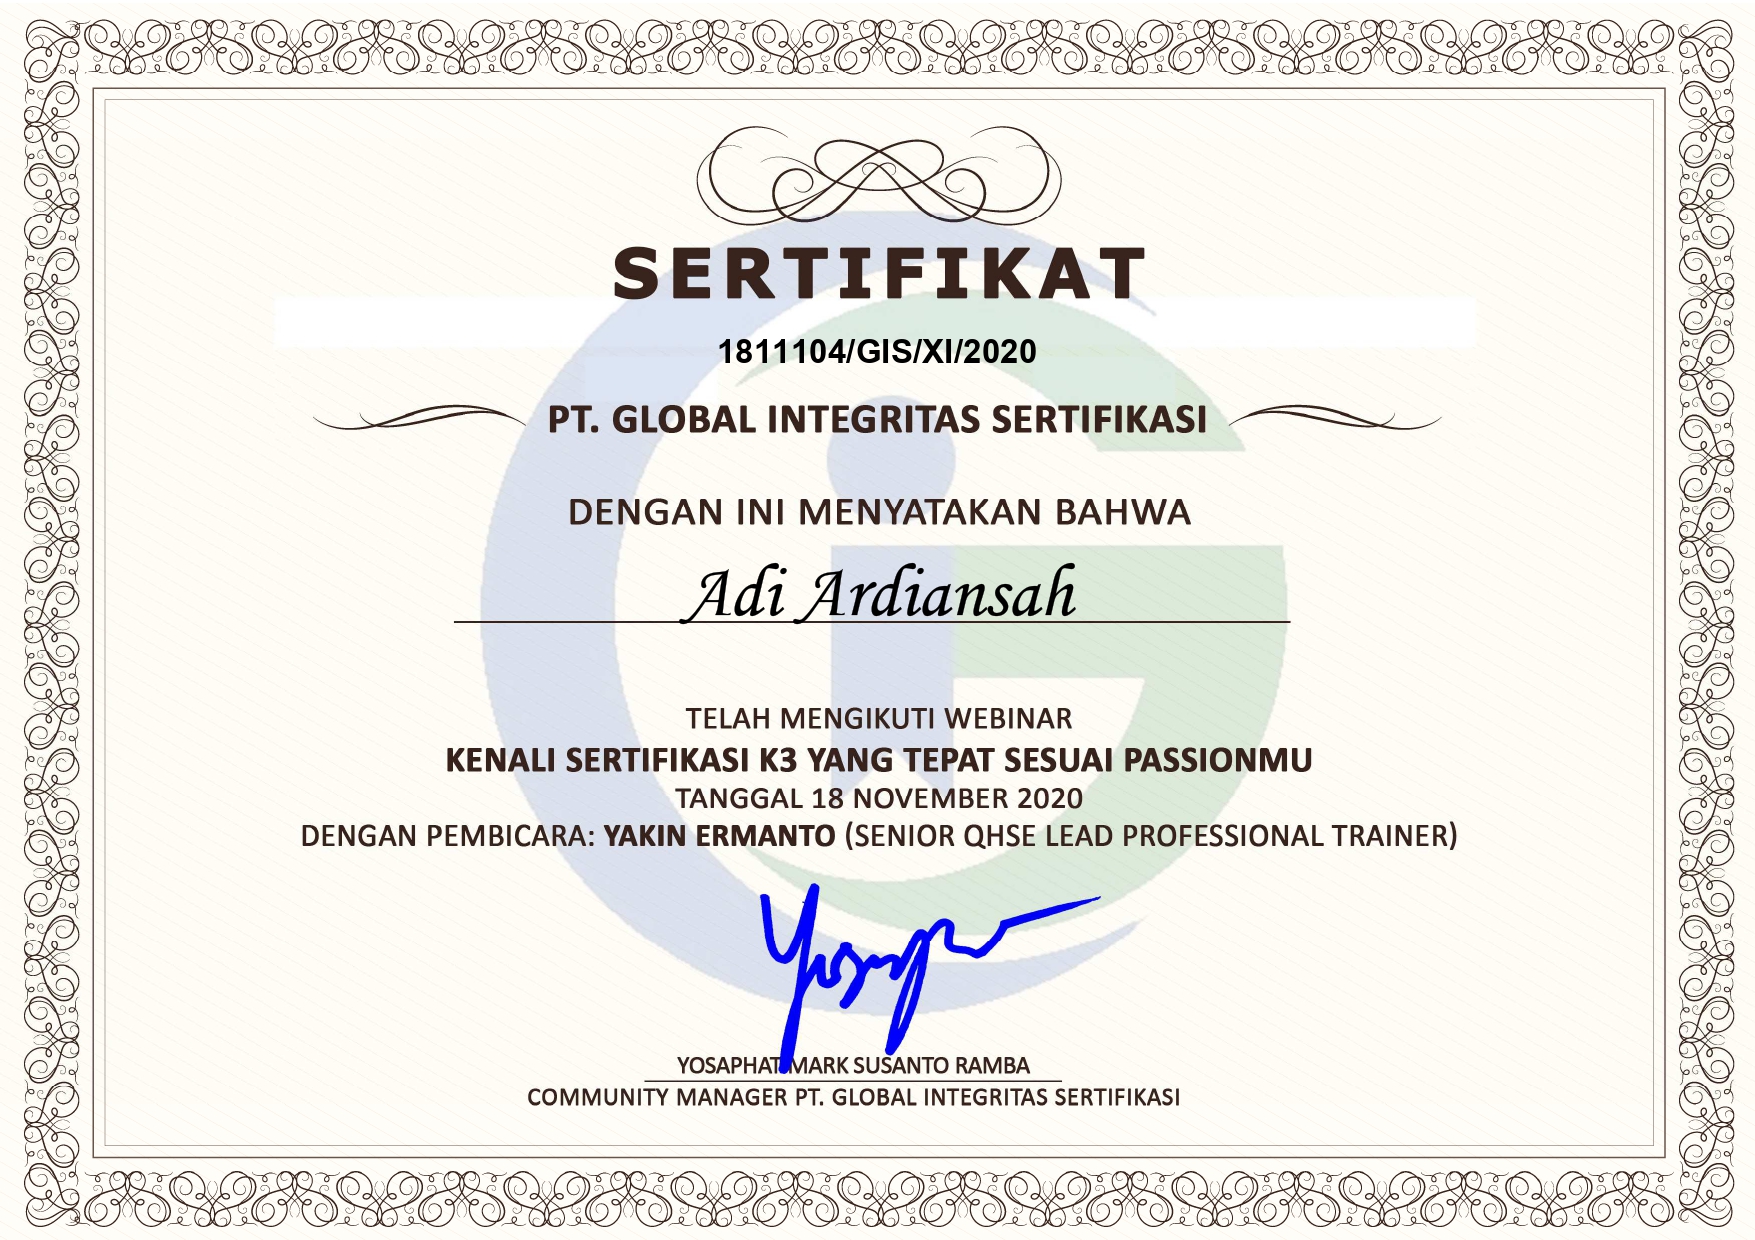 SERTIFIKAT
1811104/GIS/XI/2020
PT. GLOBAL INTEGRITAS SERTIFIKASI
DENGAN INI MENYATAKAN BAHWA
Adi Ardiansah
TELAH MENGIKUTI WEBINAR
KENALI SERTIFIKASI K3 YANG TEPAT SESUAI PASSIONMU
TANGGAL 18 NOVEMBER 2020
DENGAN PEMBICARA: YAKIN ERMANTO (SENIOR QHSE LEAD PROFESSIONAL TRAINER)
YOSAPHAT MARK SUSANTO RAMBA
COMMUNITY MANAGER PT. GLOBAL INTEGRITAS SERTIFIKASI